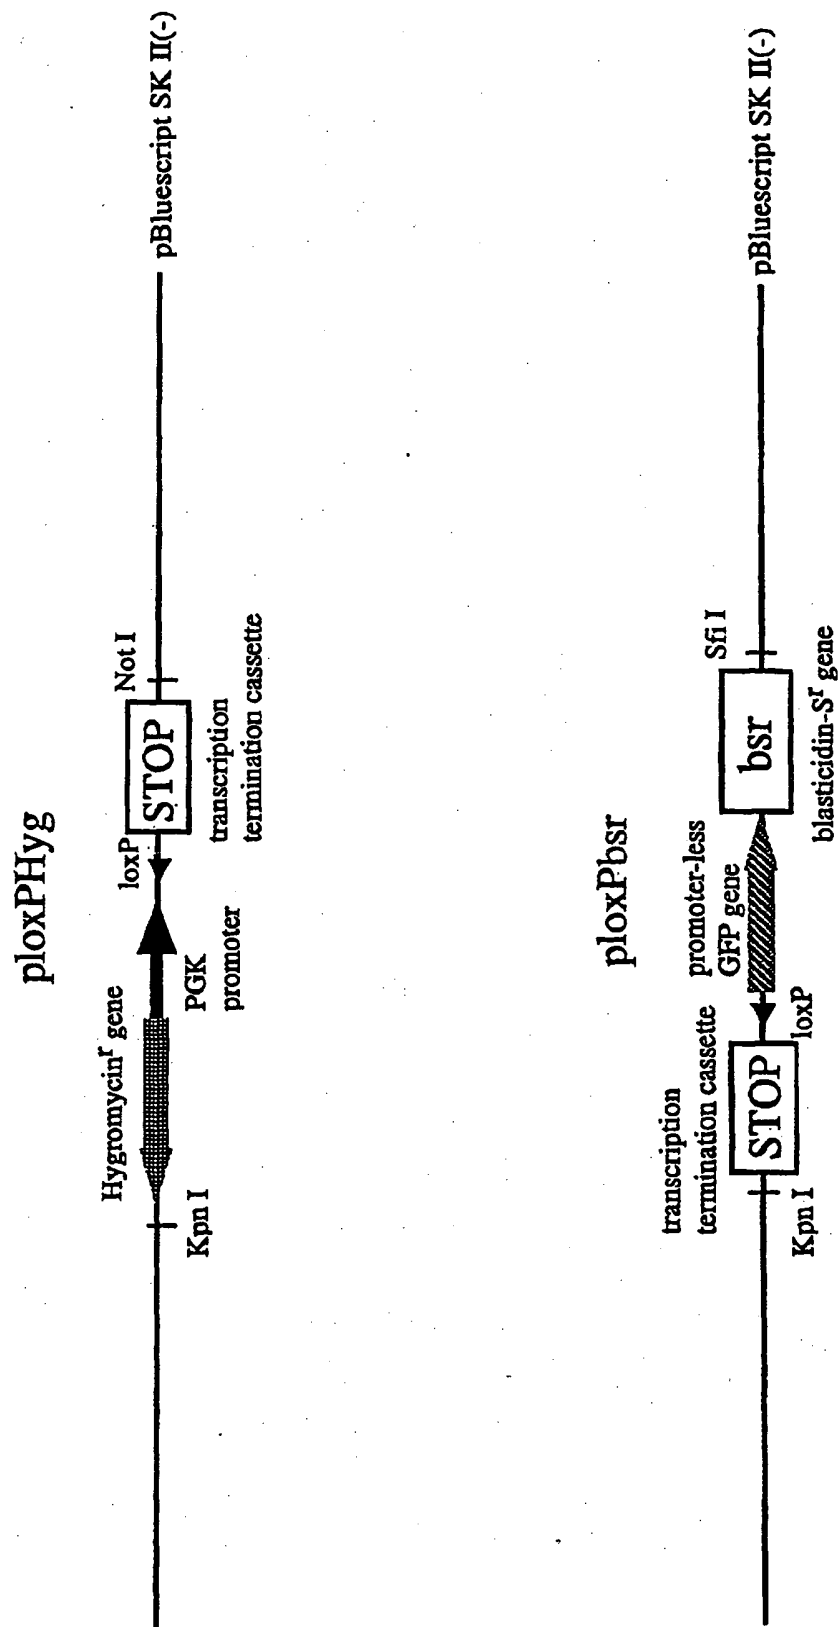 ploxPHyg
Hygromycinʳ gene
PGK
promoter
loxP
STOP
Not I
Kpn I
transcription
termination cassette
pBluescript SK II(-)
ploxPbsr
transcription
termination cassette
promoter-less
GFP gene
Sfi I
STOP
bsr
Kpn I
loxP
blasticidin-Sʳ gene
pBluescript SK II(-)